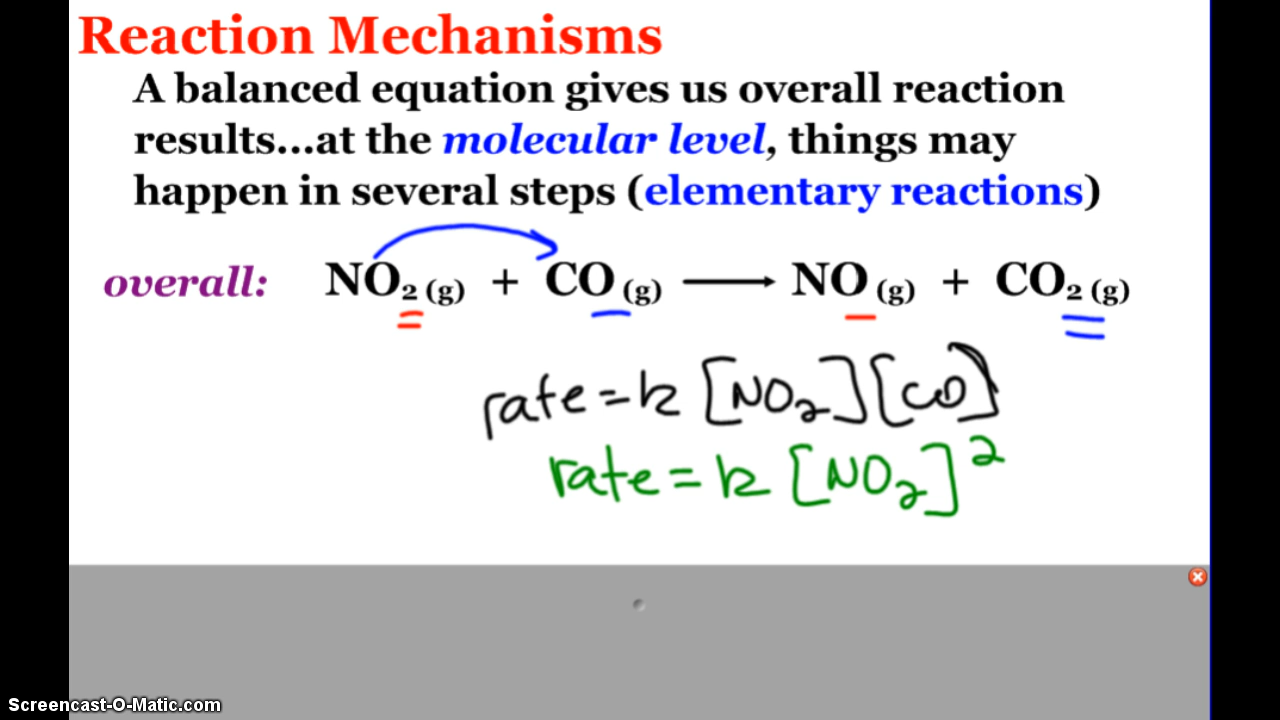 Reaction Mechanisms
A balanced equation gives us overall reaction
results...at the molecular level, things may
happen in several steps (elementary reactions)
overall: NO₂ (g) + CO (g) ⟶ NO (g) + CO₂ (g)
rate = k [NO₂][CO]
rate = k [NO₂]²
Screencast-O-Matic.com